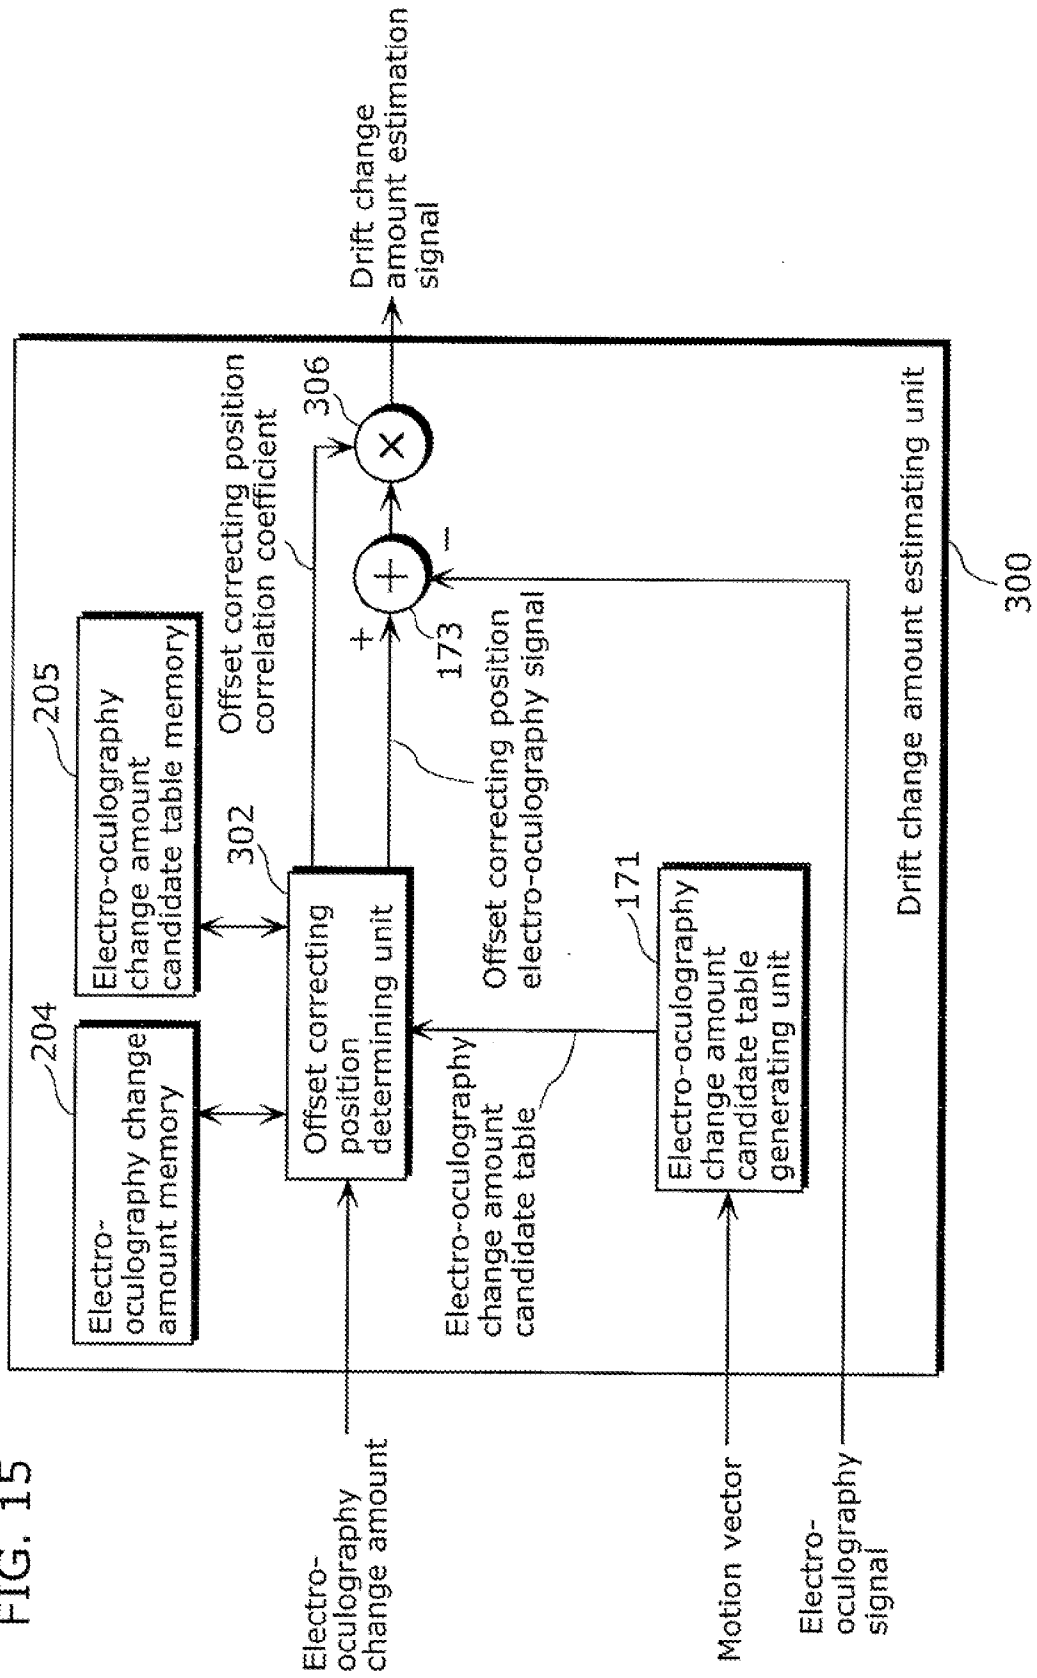 FIG. 15
Electro-
oculography change
amount memory
204
Electro-oculography
change amount
candidate table memory
205
Electro-
oculography
change amount
Offset correcting
position
determining unit
302
Offset correcting position
correlation coefficient
306
×
+
+
−
173
Drift change
amount estimation
signal
Electro-oculography
change amount
candidate table
Offset correcting position
electro-oculography signal
Motion vector
Electro-oculography
change amount
candidate table
generating unit
171
Electro-
oculography
signal
Drift change amount estimating unit
300